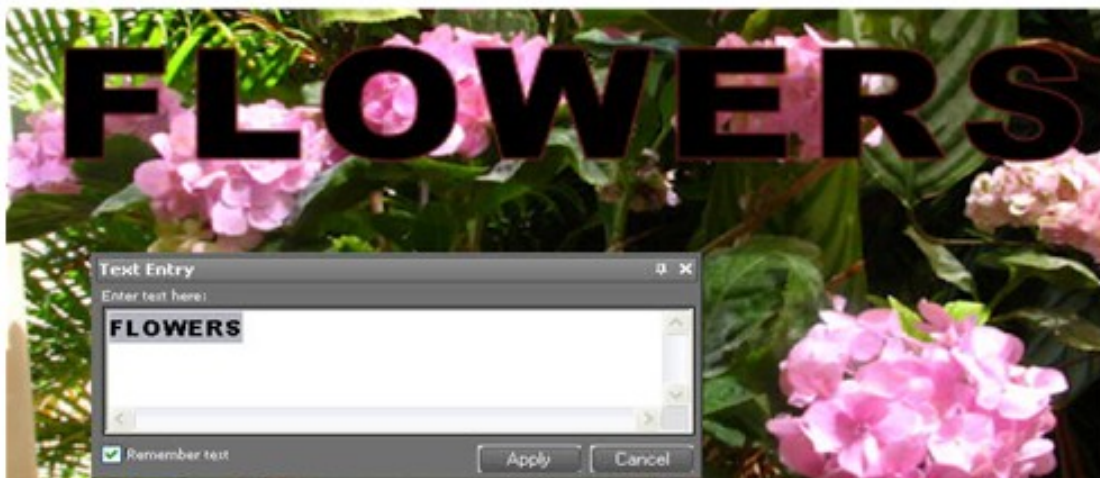 FLOWERS
Text Entry
Enter text here:
FLOWERS
Remember text
Apply Cancel